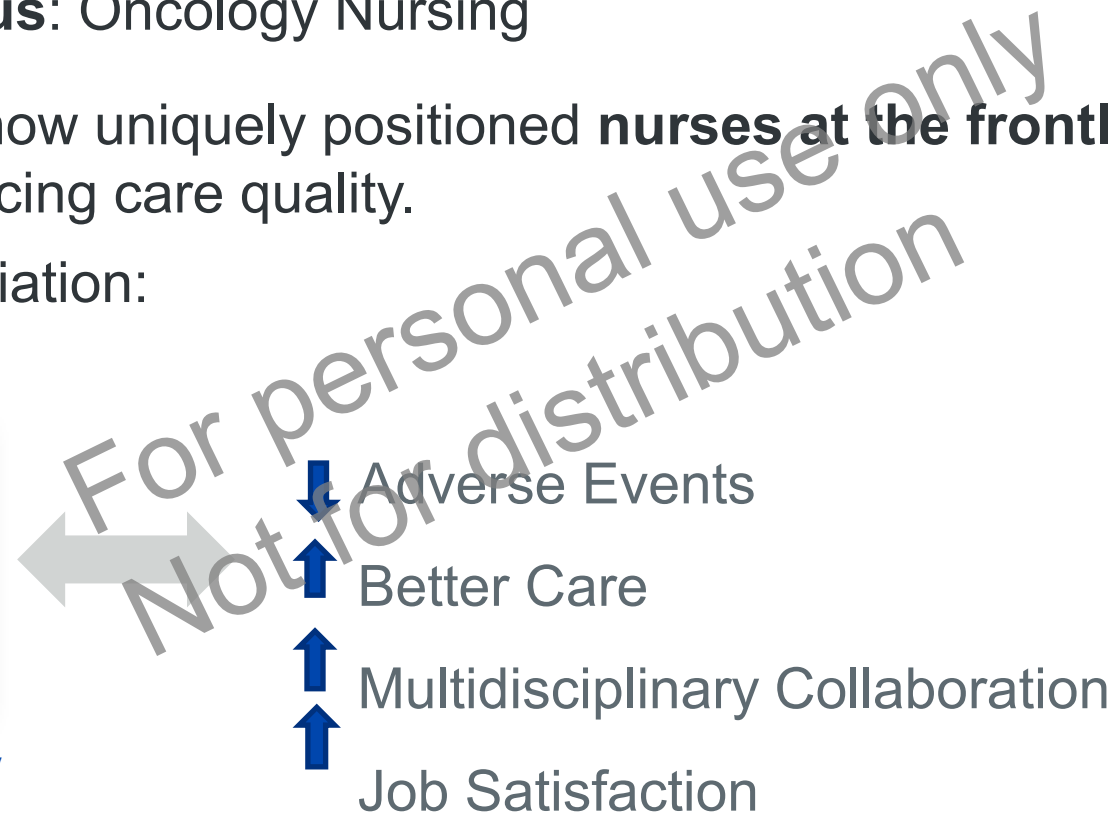 us: Oncology Nursing
how uniquely positioned nurses at the frontl
cing care quality.
iation:
For personal use only
Not for distribution
Adverse Events
Better Care
Multidisciplinary Collaboration
Job Satisfaction